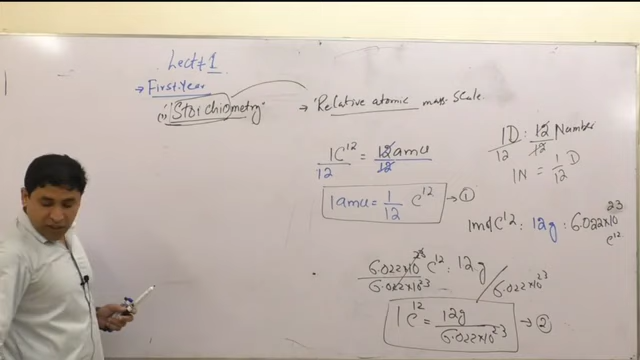 Lect # 1
→ First Year
(1) Stoichiometry
→ Relative atomic mass scale
1C¹²/12 = 12amu/12
1amu = 1/12 C¹² → ①
1D/12 : 12/12 Number
1N = 1/12 D
1mol C¹² : 12g : 6.022×10²³ C¹²
6.022×10²³/6.022×10²³ C¹² : 12g / 6.022×10²³
1C¹² = 12g/6.022×10²³ → ②